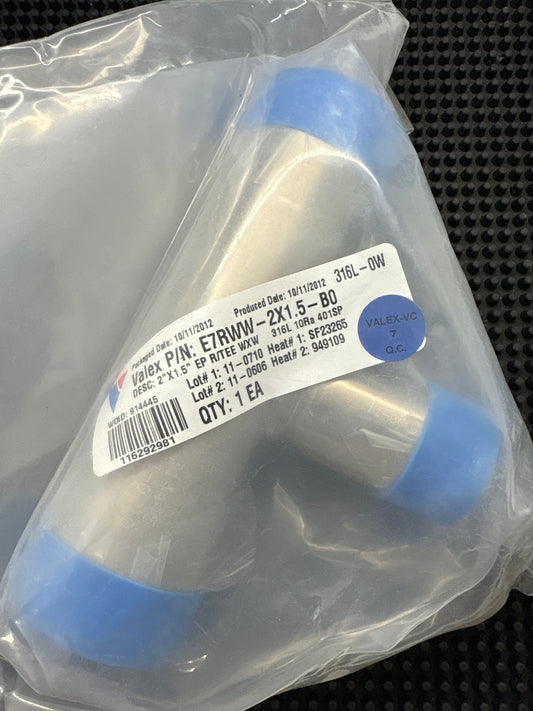 Packaged Date: 10/11/2012 Produced Date: 10/11/2012 316L-0W
Valex P/N: E7RWW-2X1.5-B0
DESC: 2"X1.5" EP R/TEE WXW 316L 10Ra 401SP
Lot# 1: 11-0710 Heat# 1: SF23265
Lot# 2: 11-0606 Heat# 2: 949109
WOID: 914445
QTY: 1 EA
116292981
VALEX-VC
7
Q.C.